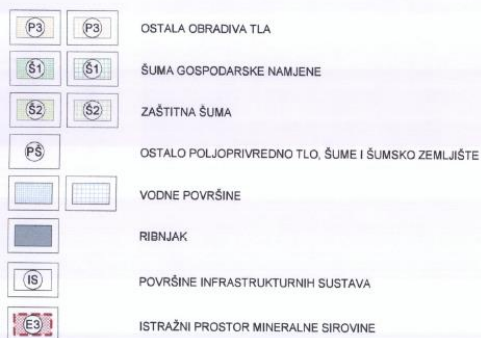 P3 P3 OSTALA OBRADIVA TLA
Š1 Š1 ŠUMA GOSPODARSKE NAMJENE
Š2 Š2 ZAŠTITNA ŠUMA
PŠ OSTALO POLJOPRIVREDNO TLO, ŠUME I ŠUMSKO ZEMLJIŠTE
VODNE POVRŠINE
RIBNJAK
IS POVRŠINE INFRASTRUKTURNIH SUSTAVA
E3 ISTRAŽNI PROSTOR MINERALNE SIROVINE